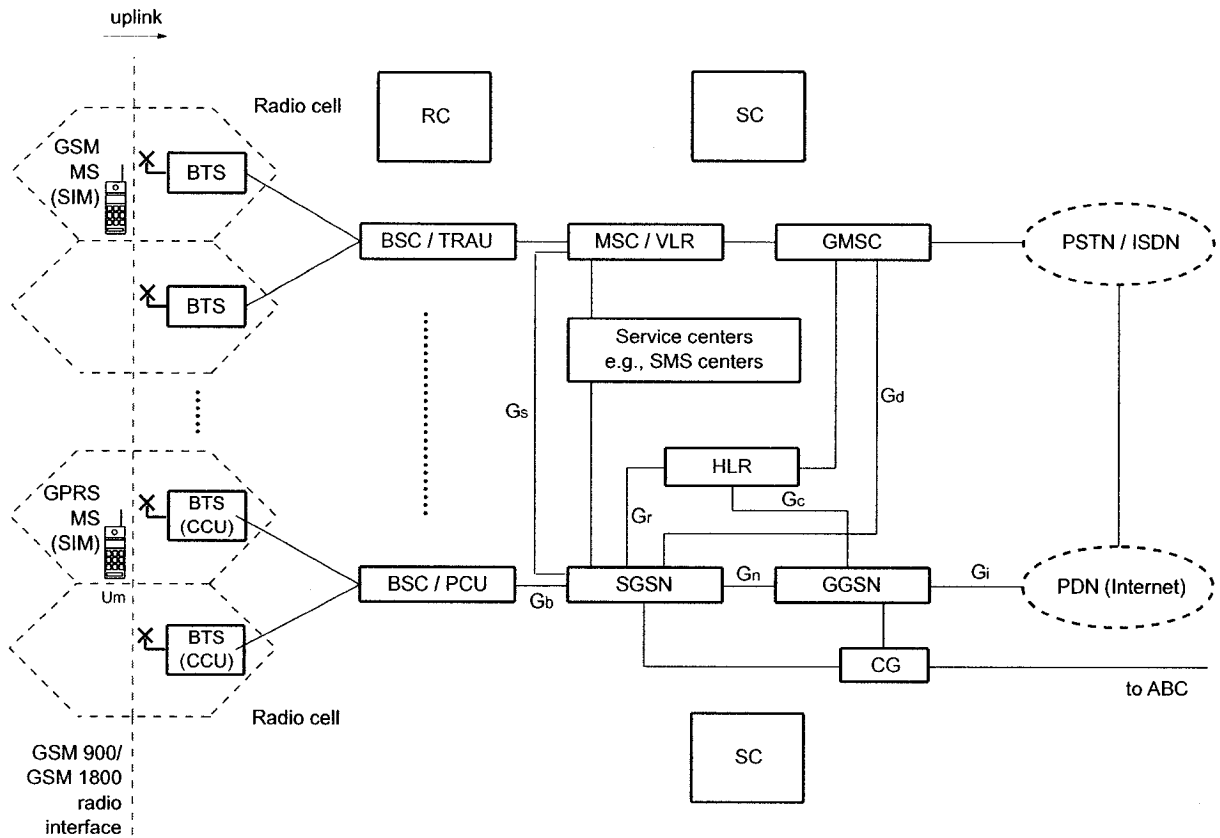 uplink
Radio cell
RC
SC
GSM
MS
(SIM)
BTS
BSC / TRAU
MSC / VLR
GMSC
PSTN / ISDN
BTS
Service centers
e.g., SMS centers
Gs
Gd
HLR
Gr
Gc
GPRS
MS
(SIM)
BTS
(CCU)
Um
BSC / PCU
Gb
SGSN
Gn
GGSN
Gi
PDN (Internet)
BTS
(CCU)
CG
to ABC
Radio cell
SC
GSM 900/
GSM 1800
radio
interface